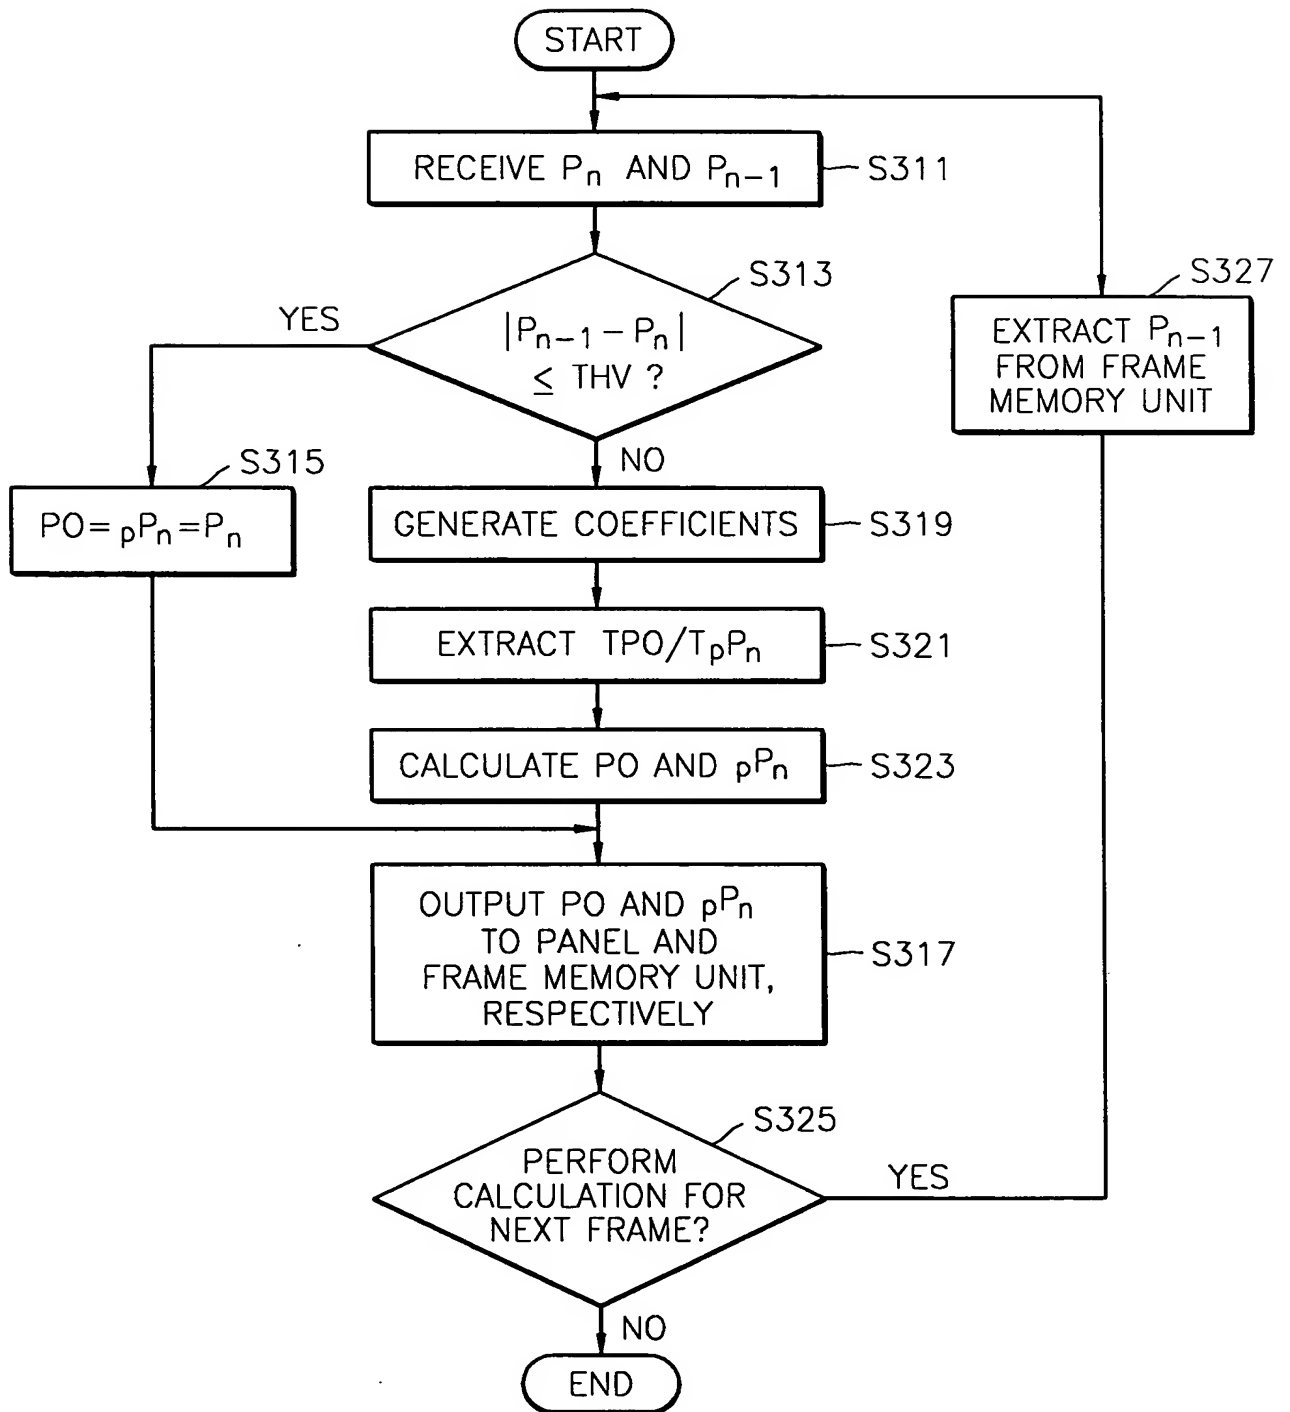 START
RECEIVE Pn AND Pn-1
S311
S313
|Pn-1 - Pn|
≤ THV ?
YES
NO
S327
EXTRACT Pn-1
FROM FRAME
MEMORY UNIT
S315
PO=pPn=Pn
GENERATE COEFFICIENTS
S319
EXTRACT TPO/TpPn
S321
CALCULATE PO AND pPn
S323
OUTPUT PO AND pPn
TO PANEL AND
FRAME MEMORY UNIT,
RESPECTIVELY
S317
S325
PERFORM
CALCULATION FOR
NEXT FRAME?
YES
NO
END